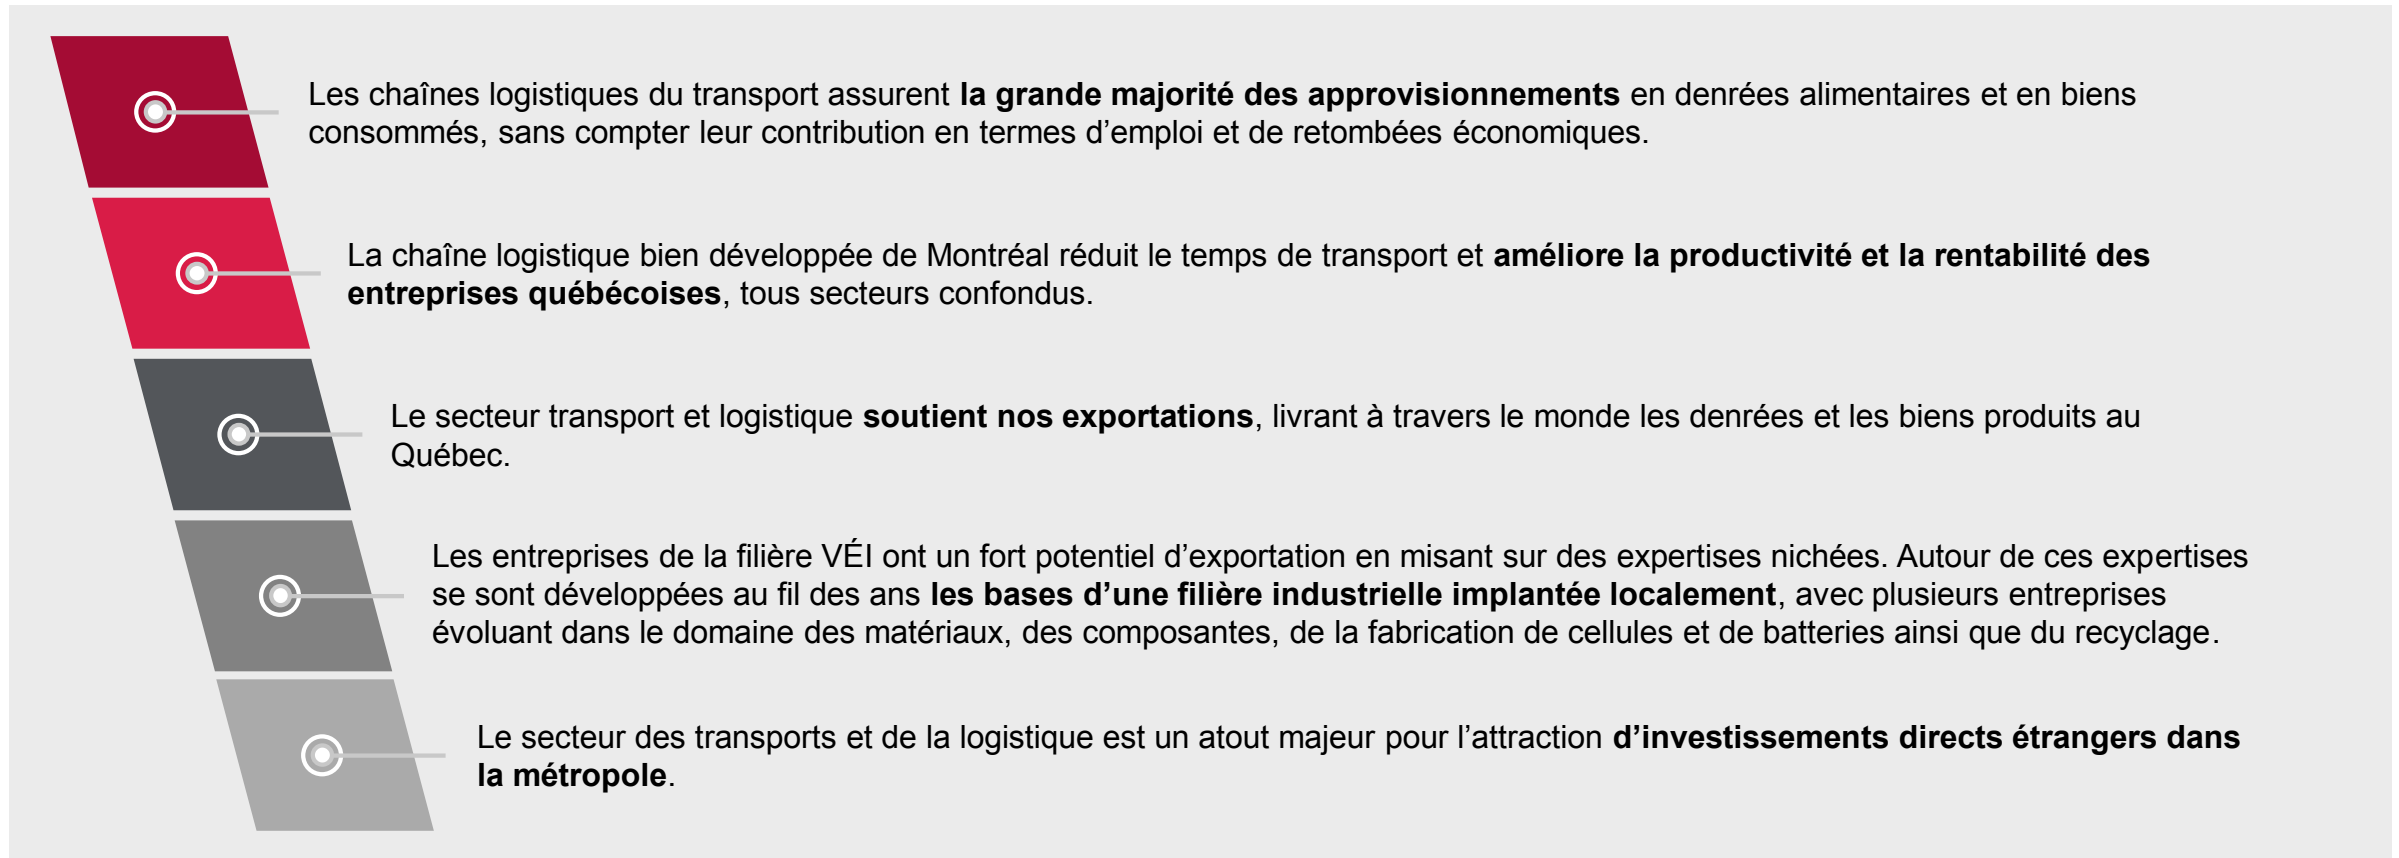 Les chaînes logistiques du transport assurent la grande majorité des approvisionnements en denrées alimentaires et en biens
consommés, sans compter leur contribution en termes d’emploi et de retombées économiques.
La chaîne logistique bien développée de Montréal réduit le temps de transport et améliore la productivité et la rentabilité des
entreprises québécoises, tous secteurs confondus.
Le secteur transport et logistique soutient nos exportations, livrant à travers le monde les denrées et les biens produits au
Québec.
Les entreprises de la filière VÉI ont un fort potentiel d’exportation en misant sur des expertises nichées. Autour de ces expertises
se sont développées au fil des ans les bases d’une filière industrielle implantée localement, avec plusieurs entreprises
évoluant dans le domaine des matériaux, des composantes, de la fabrication de cellules et de batteries ainsi que du recyclage.
Le secteur des transports et de la logistique est un atout majeur pour l’attraction d’investissements directs étrangers dans
la métropole.